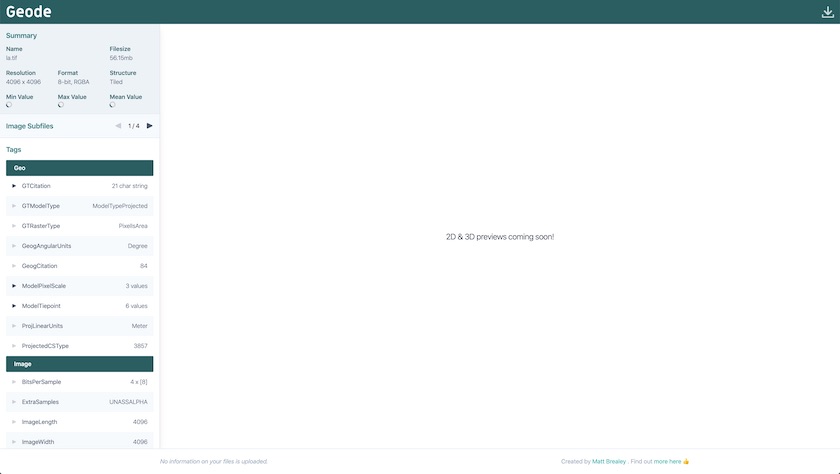 Geode
Summary
Name Filesize
la.tif 56.15mb
Resolution Format Structure
4096 x 4096 8-bit, RGBA Tiled
Min Value Max Value Mean Value
Image Subfiles 1 / 4
Tags
Geo
GTCitation 21 char string
GTModelType ModelTypeProjected
GTRasterType PixelIsArea
GeogAngularUnits Degree
GeogCitation 84
ModelPixelScale 3 values
ModelTiepoint 6 values
ProjLinearUnits Meter
ProjectedCSType 3857
Image
BitsPerSample 4 x [8]
ExtraSamples UNASSALPHA
ImageLength 4096
ImageWidth 4096
2D & 3D previews coming soon!
No information on your files is uploaded.
Created by Matt Brealey . Find out more here 👍